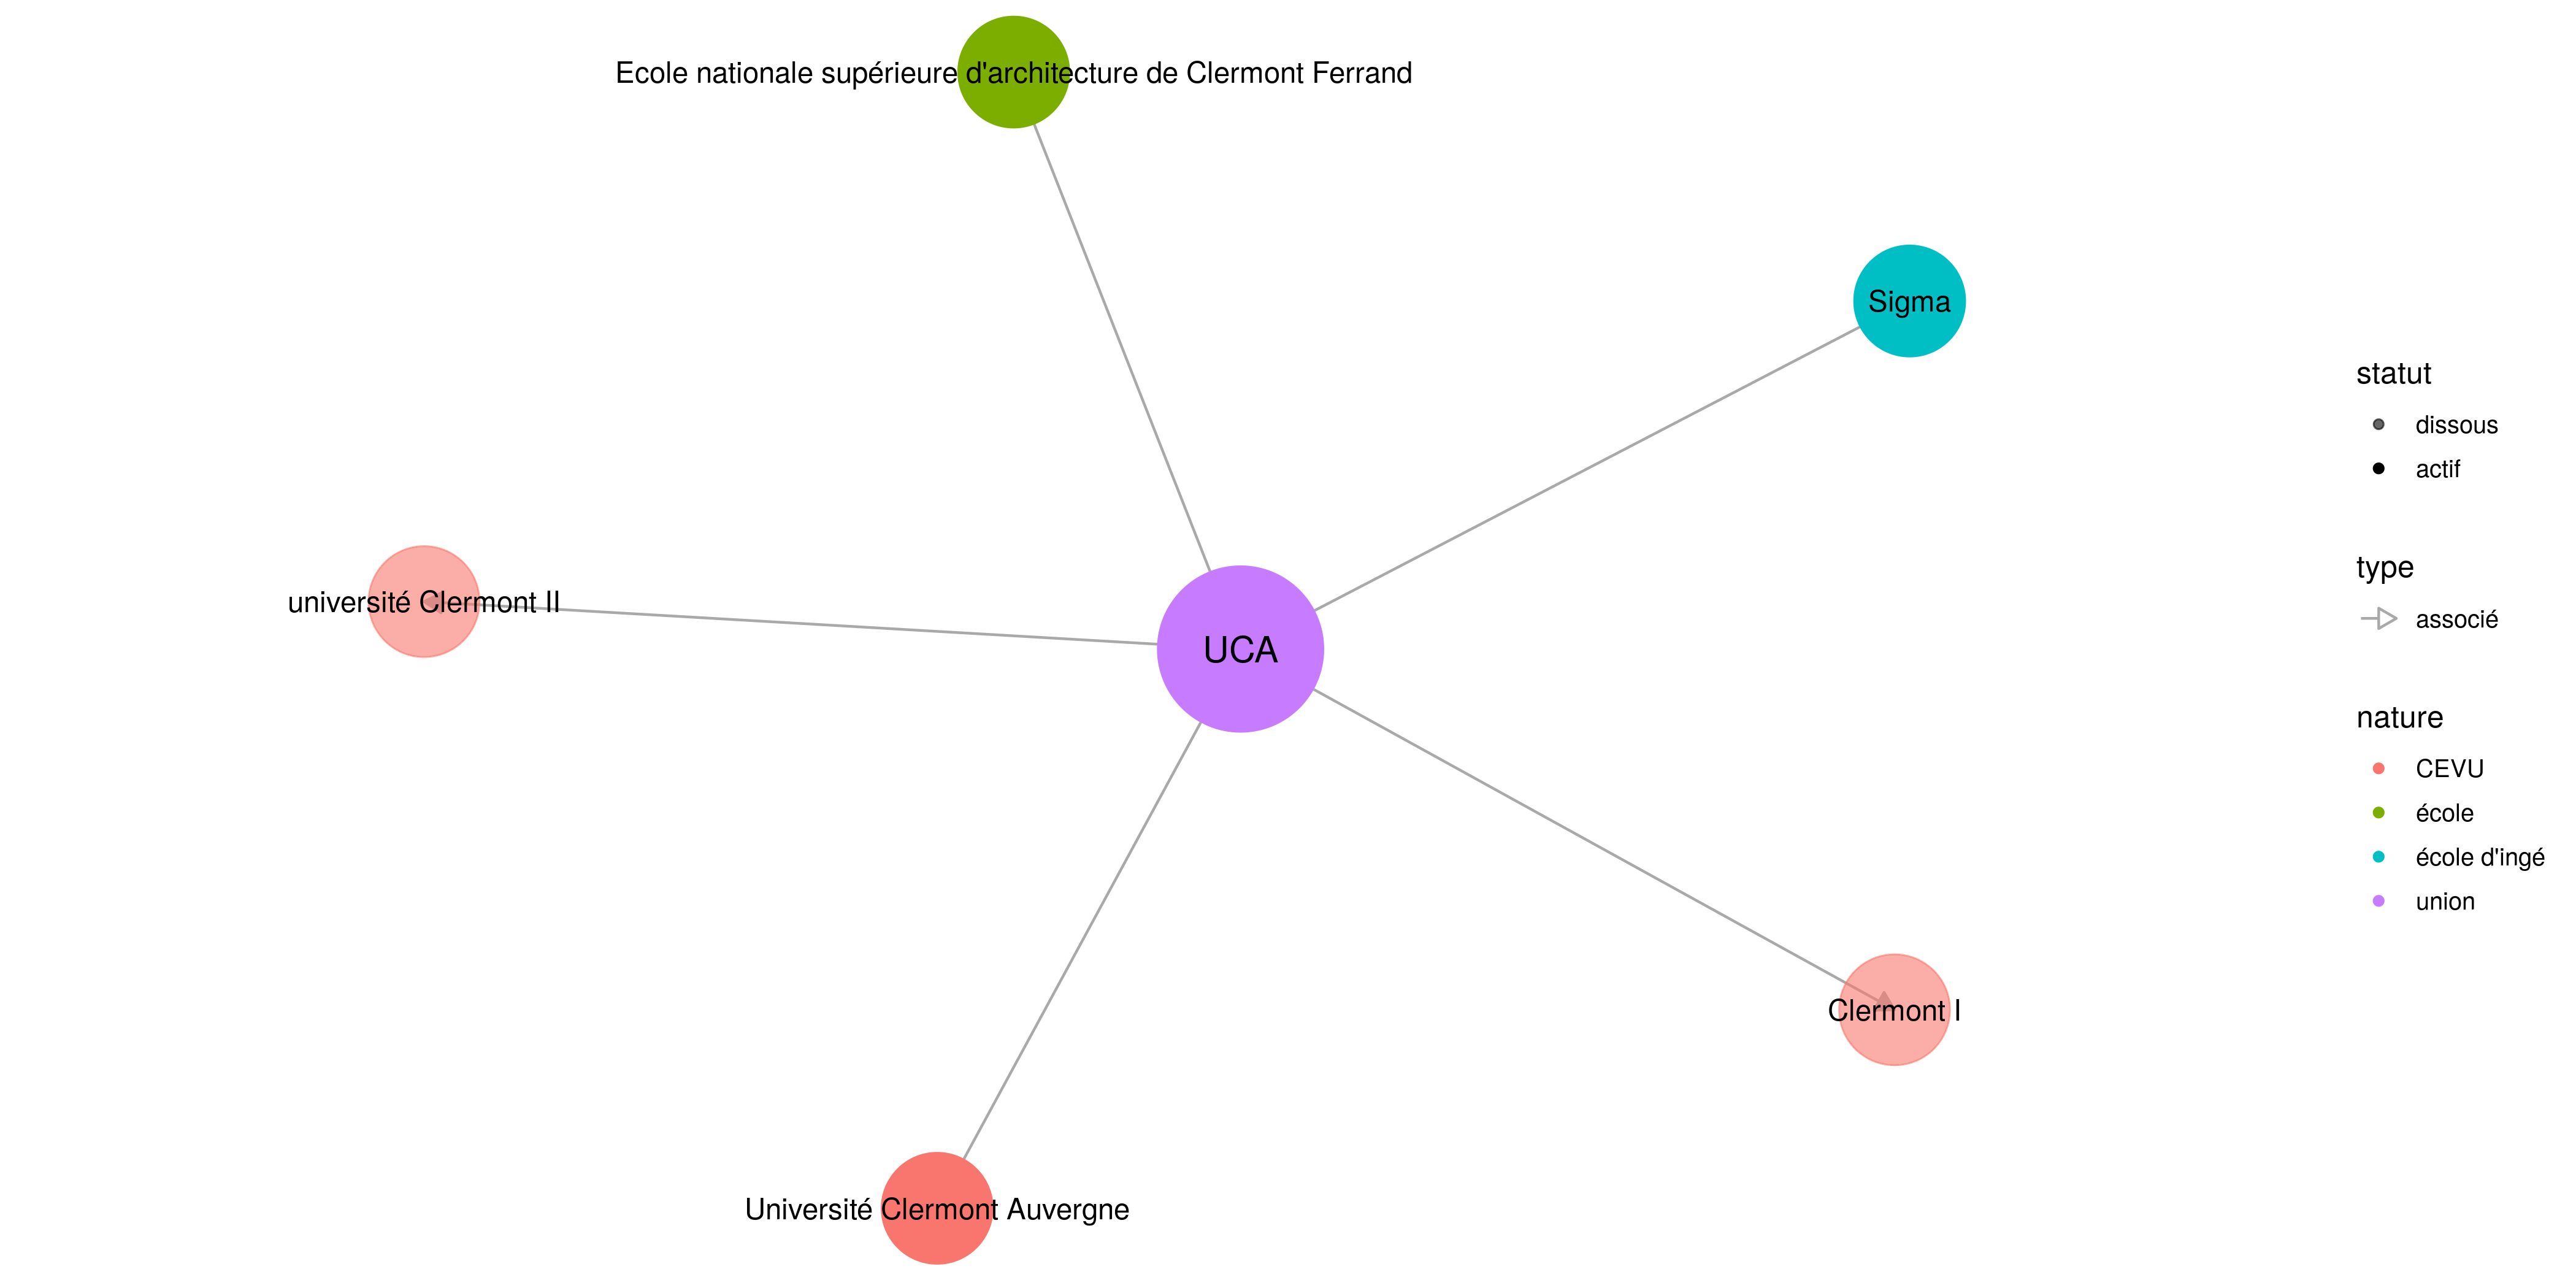 Ecole nationale supérieure d'architecture de Clermont Ferrand
Sigma
université Clermont II
UCA
Clermont I
Université Clermont Auvergne
statut
dissous
actif
type
associé
nature
CEVU
école
école d'ingé
union